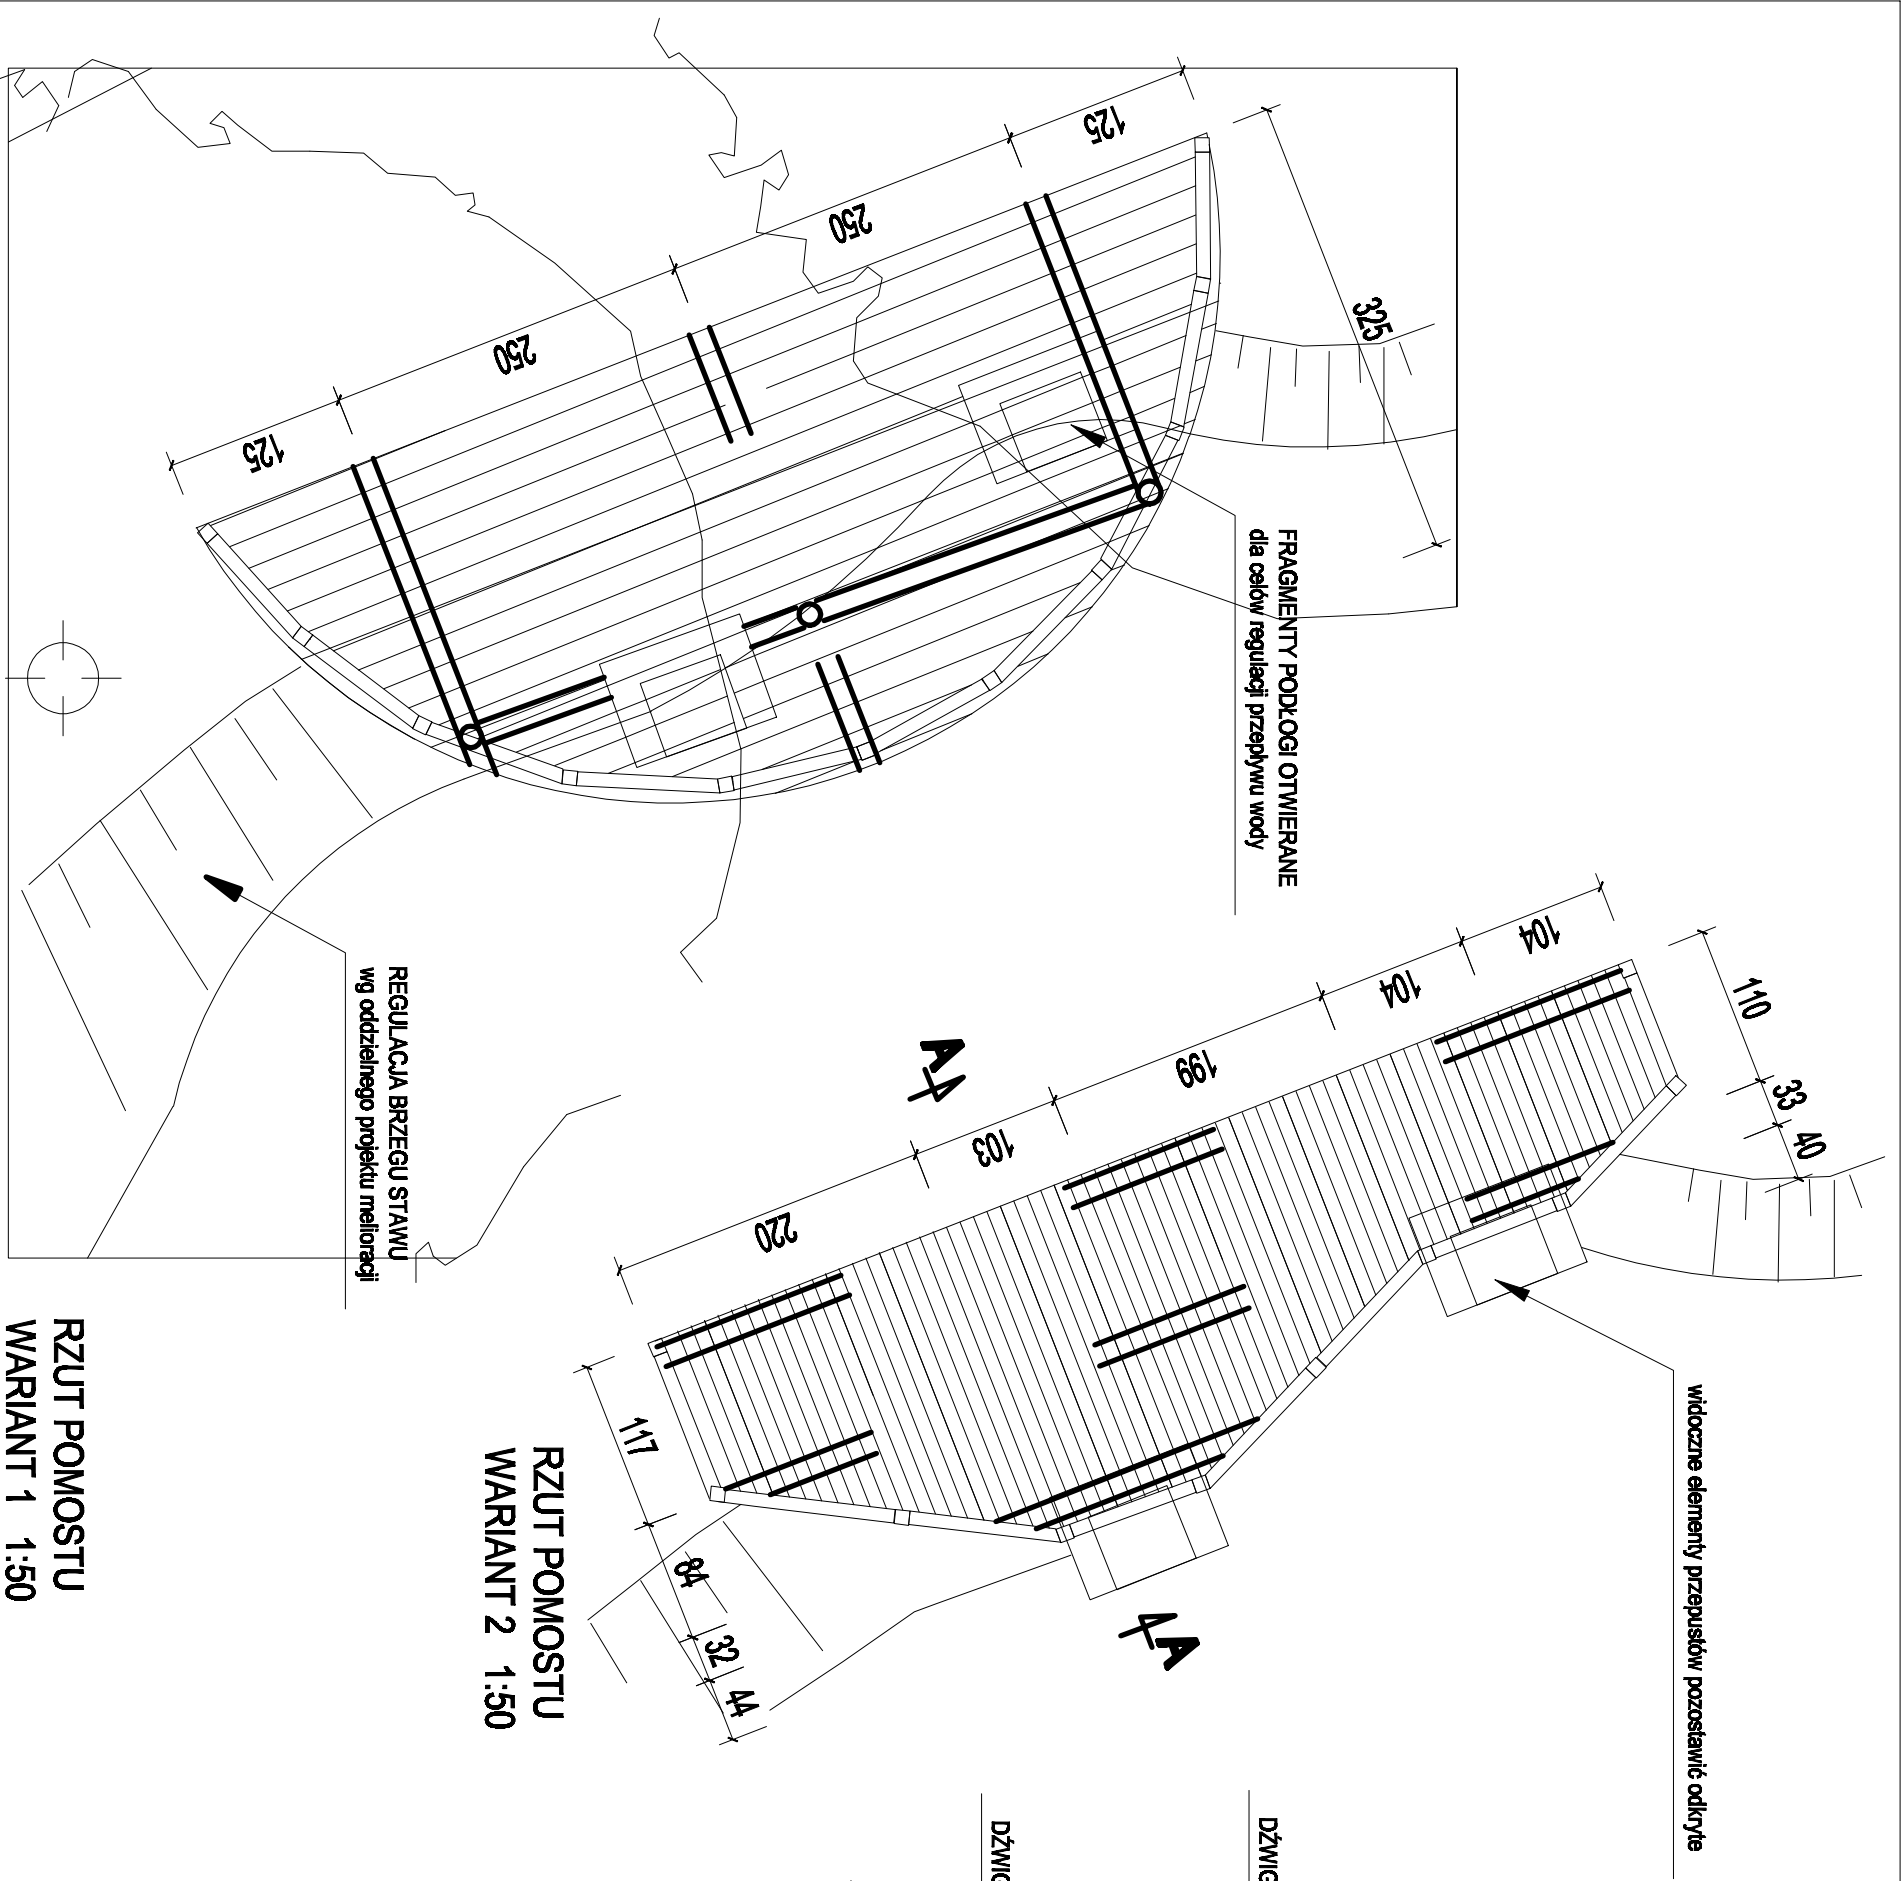 125
250
250
125
325
FRAGMENTY PODŁOGI OTWIERANE
dla celów regulacji przepływu wody
REGULACJA BRZEGU STAWU
wg oddzielnego projektu melioracji
RZUT POMOSTU
WARIANT 1 1:50
104
104
199
103
220
110
33
40
117
84
32
44
A
A
widoczne elementy przepustów pozostawić odkryte
RZUT POMOSTU
WARIANT 2 1:50
DŹWIG
DŹWIG